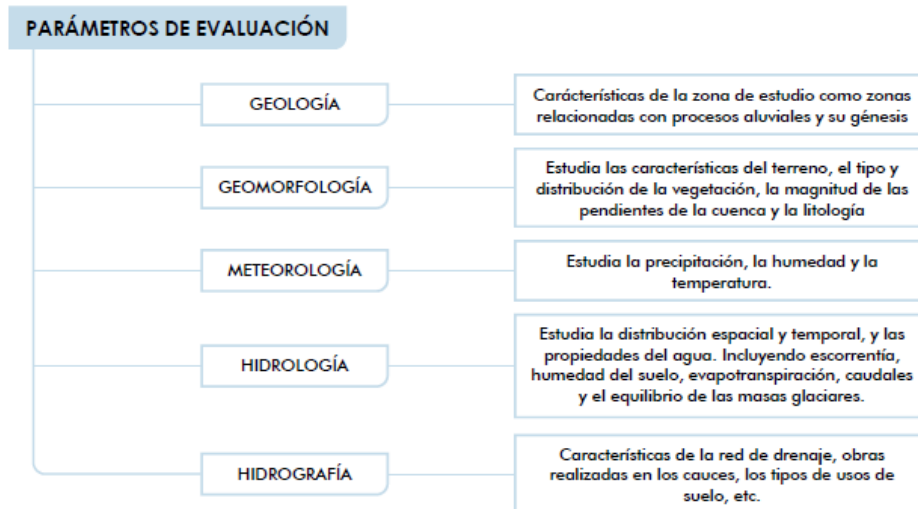 PARÁMETROS DE EVALUACIÓN
GEOLOGÍA
Carácterísticas de la zona de estudio como zonas
relacionadas con procesos aluviales y su génesis
GEOMORFOLOGÍA
Estudia las características del terreno, el tipo y
distribución de la vegetación, la magnitud de las
pendientes de la cuenca y la litología
METEOROLOGÍA
Estudia la precipitación, la humedad y la
temperatura.
HIDROLOGÍA
Estudia la distribución espacial y temporal, y las
propiedades del agua. Incluyendo escorrentía,
humedad del suelo, evapotranspiración, caudales
y el equilibrio de las masas glaciares.
HIDROGRAFÍA
Características de la red de drenaje, obras
realizadas en los cauces, los tipos de usos de
suelo, etc.